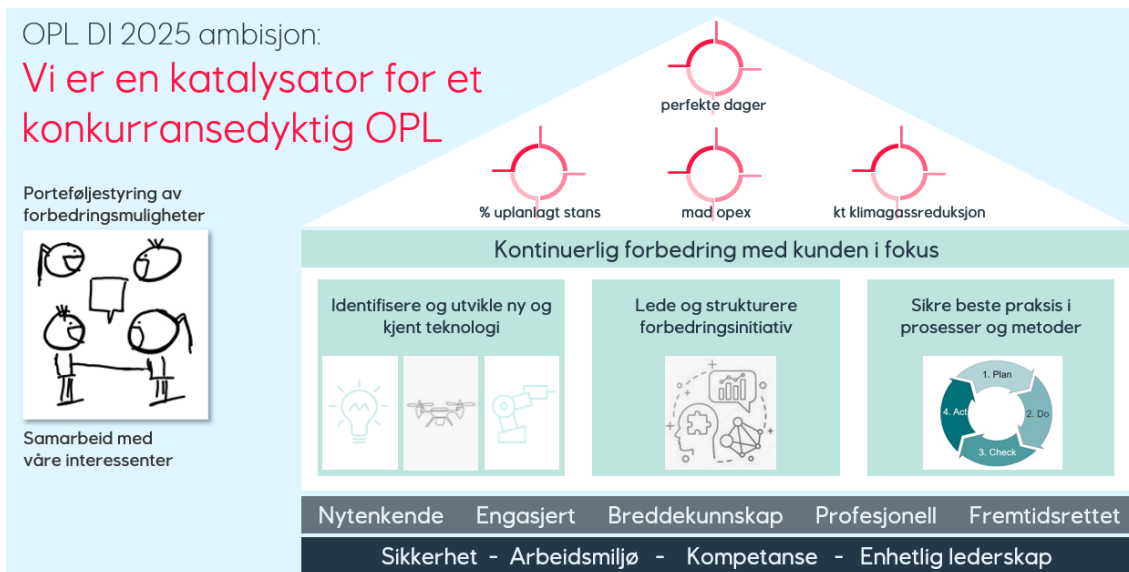 OPL DI 2025 ambisjon:
Vi er en katalysator for et
konkurransedyktig OPL
Porteføljestyring av
forbedringsmuligheter
Samarbeid med
våre interessenter
perfekte dager
% uplanlagt stans
mad opex
kt klimagassreduksjon
Kontinuerlig forbedring med kunden i fokus
Identifisere og utvikle ny og
kjent teknologi
Lede og strukturere
forbedringsinitiativ
Sikre beste praksis i
prosesser og metoder
1. Plan
2. Do
3. Check
4. Act
Nytenkende Engasjert Breddekunnskap Profesjonell Fremtidsrettet
Sikkerhet - Arbeidsmiljø - Kompetanse - Enhetlig lederskap